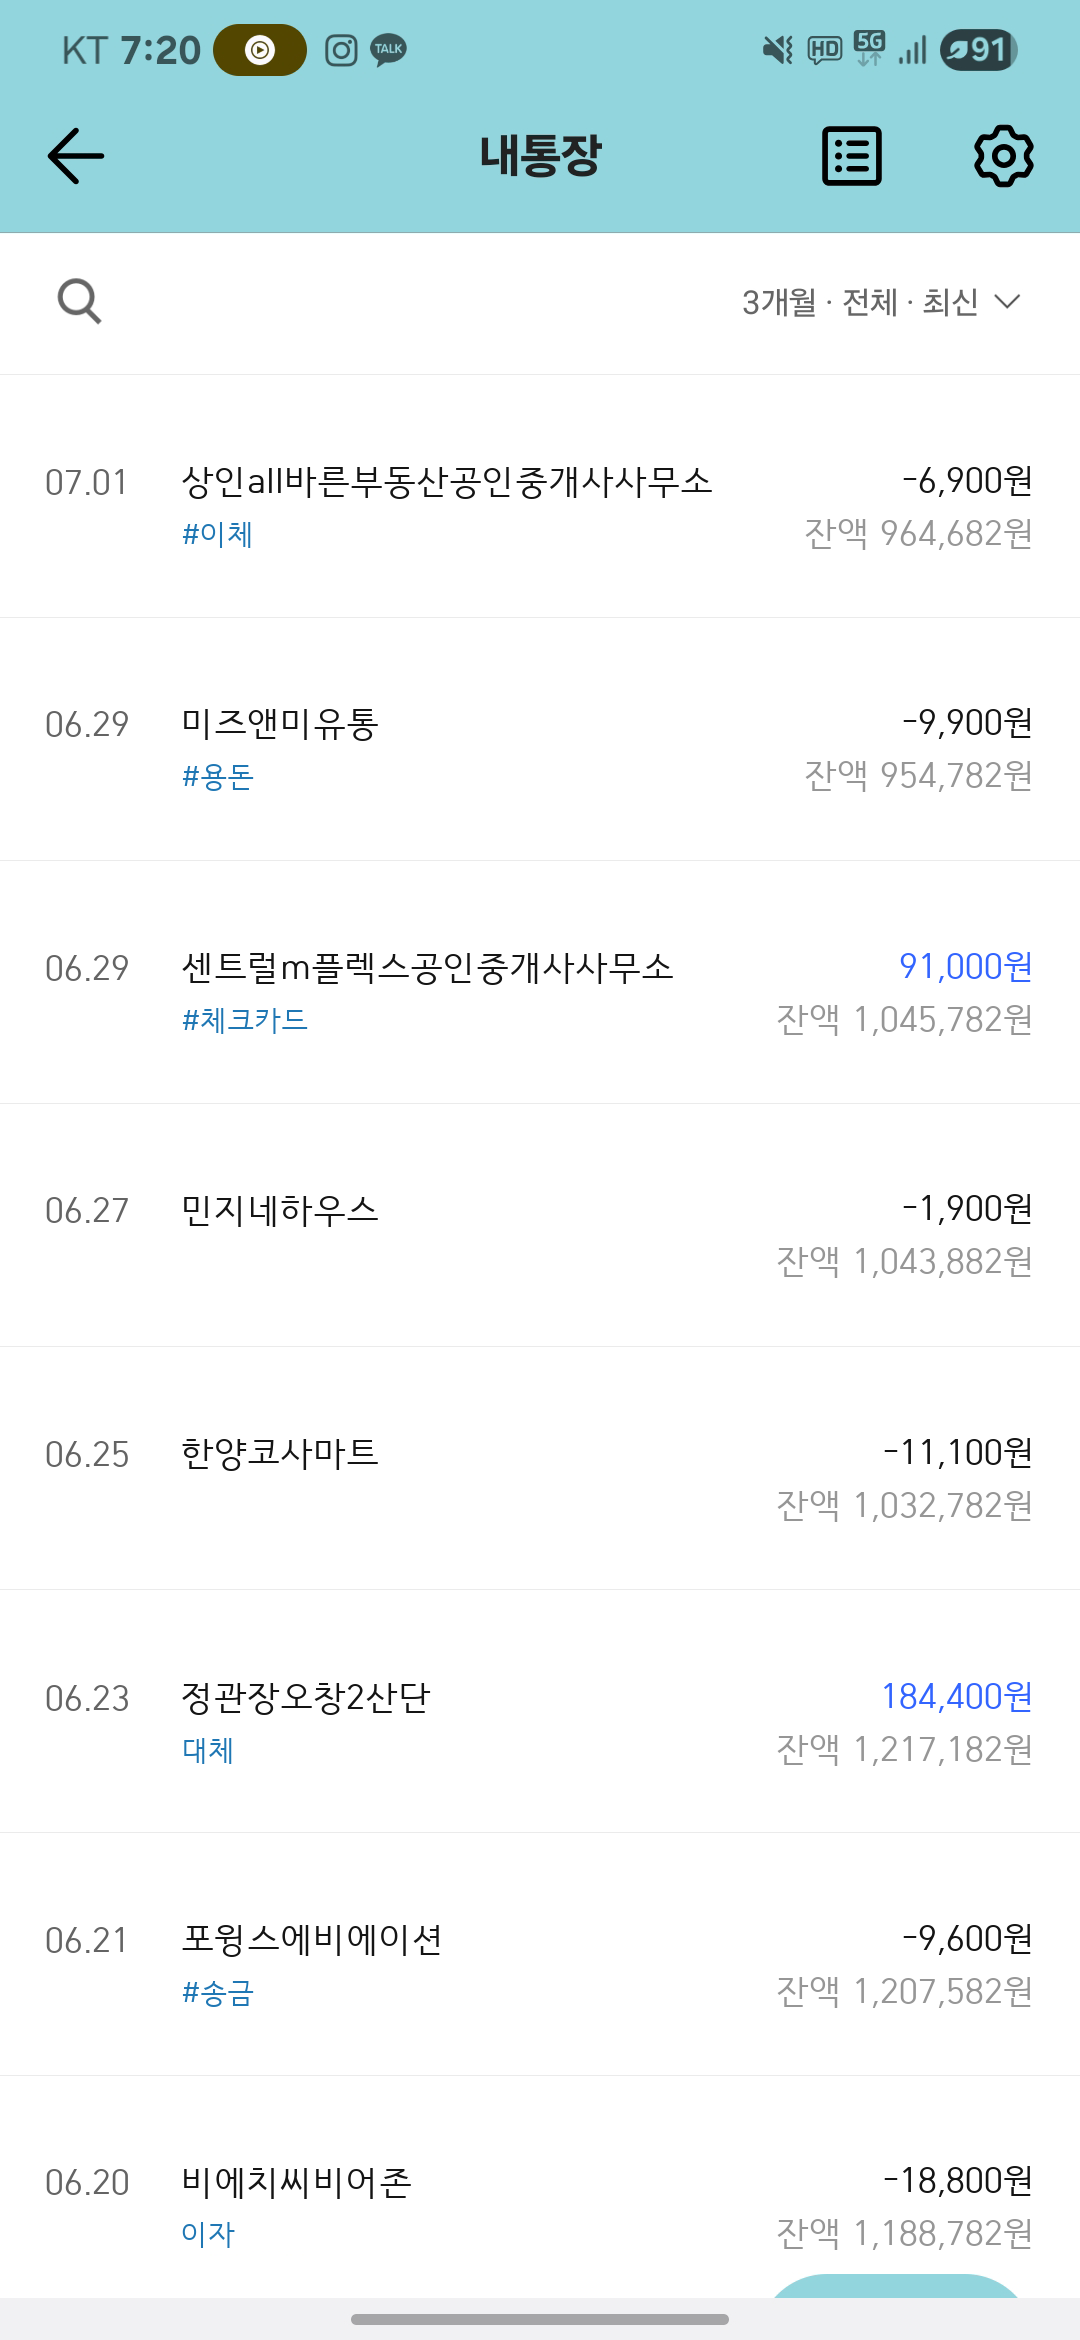 KT 7:20 TALK HD 5G 91
내통장
3개월 · 전체 · 최신
07.01 상인all바른부동산공인중개사사무소 -6,900원
#이체 잔액 964,682원
06.29 미즈앤미유통 -9,900원
#용돈 잔액 954,782원
06.29 센트럴m플렉스공인중개사사무소 91,000원
#체크카드 잔액 1,045,782원
06.27 민지네하우스 -1,900원
잔액 1,043,882원
06.25 한양코사마트 -11,100원
잔액 1,032,782원
06.23 정관장오창2산단 184,400원
대체 잔액 1,217,182원
06.21 포윙스에비에이션 -9,600원
#송금 잔액 1,207,582원
06.20 비에치씨비어존 -18,800원
이자 잔액 1,188,782원